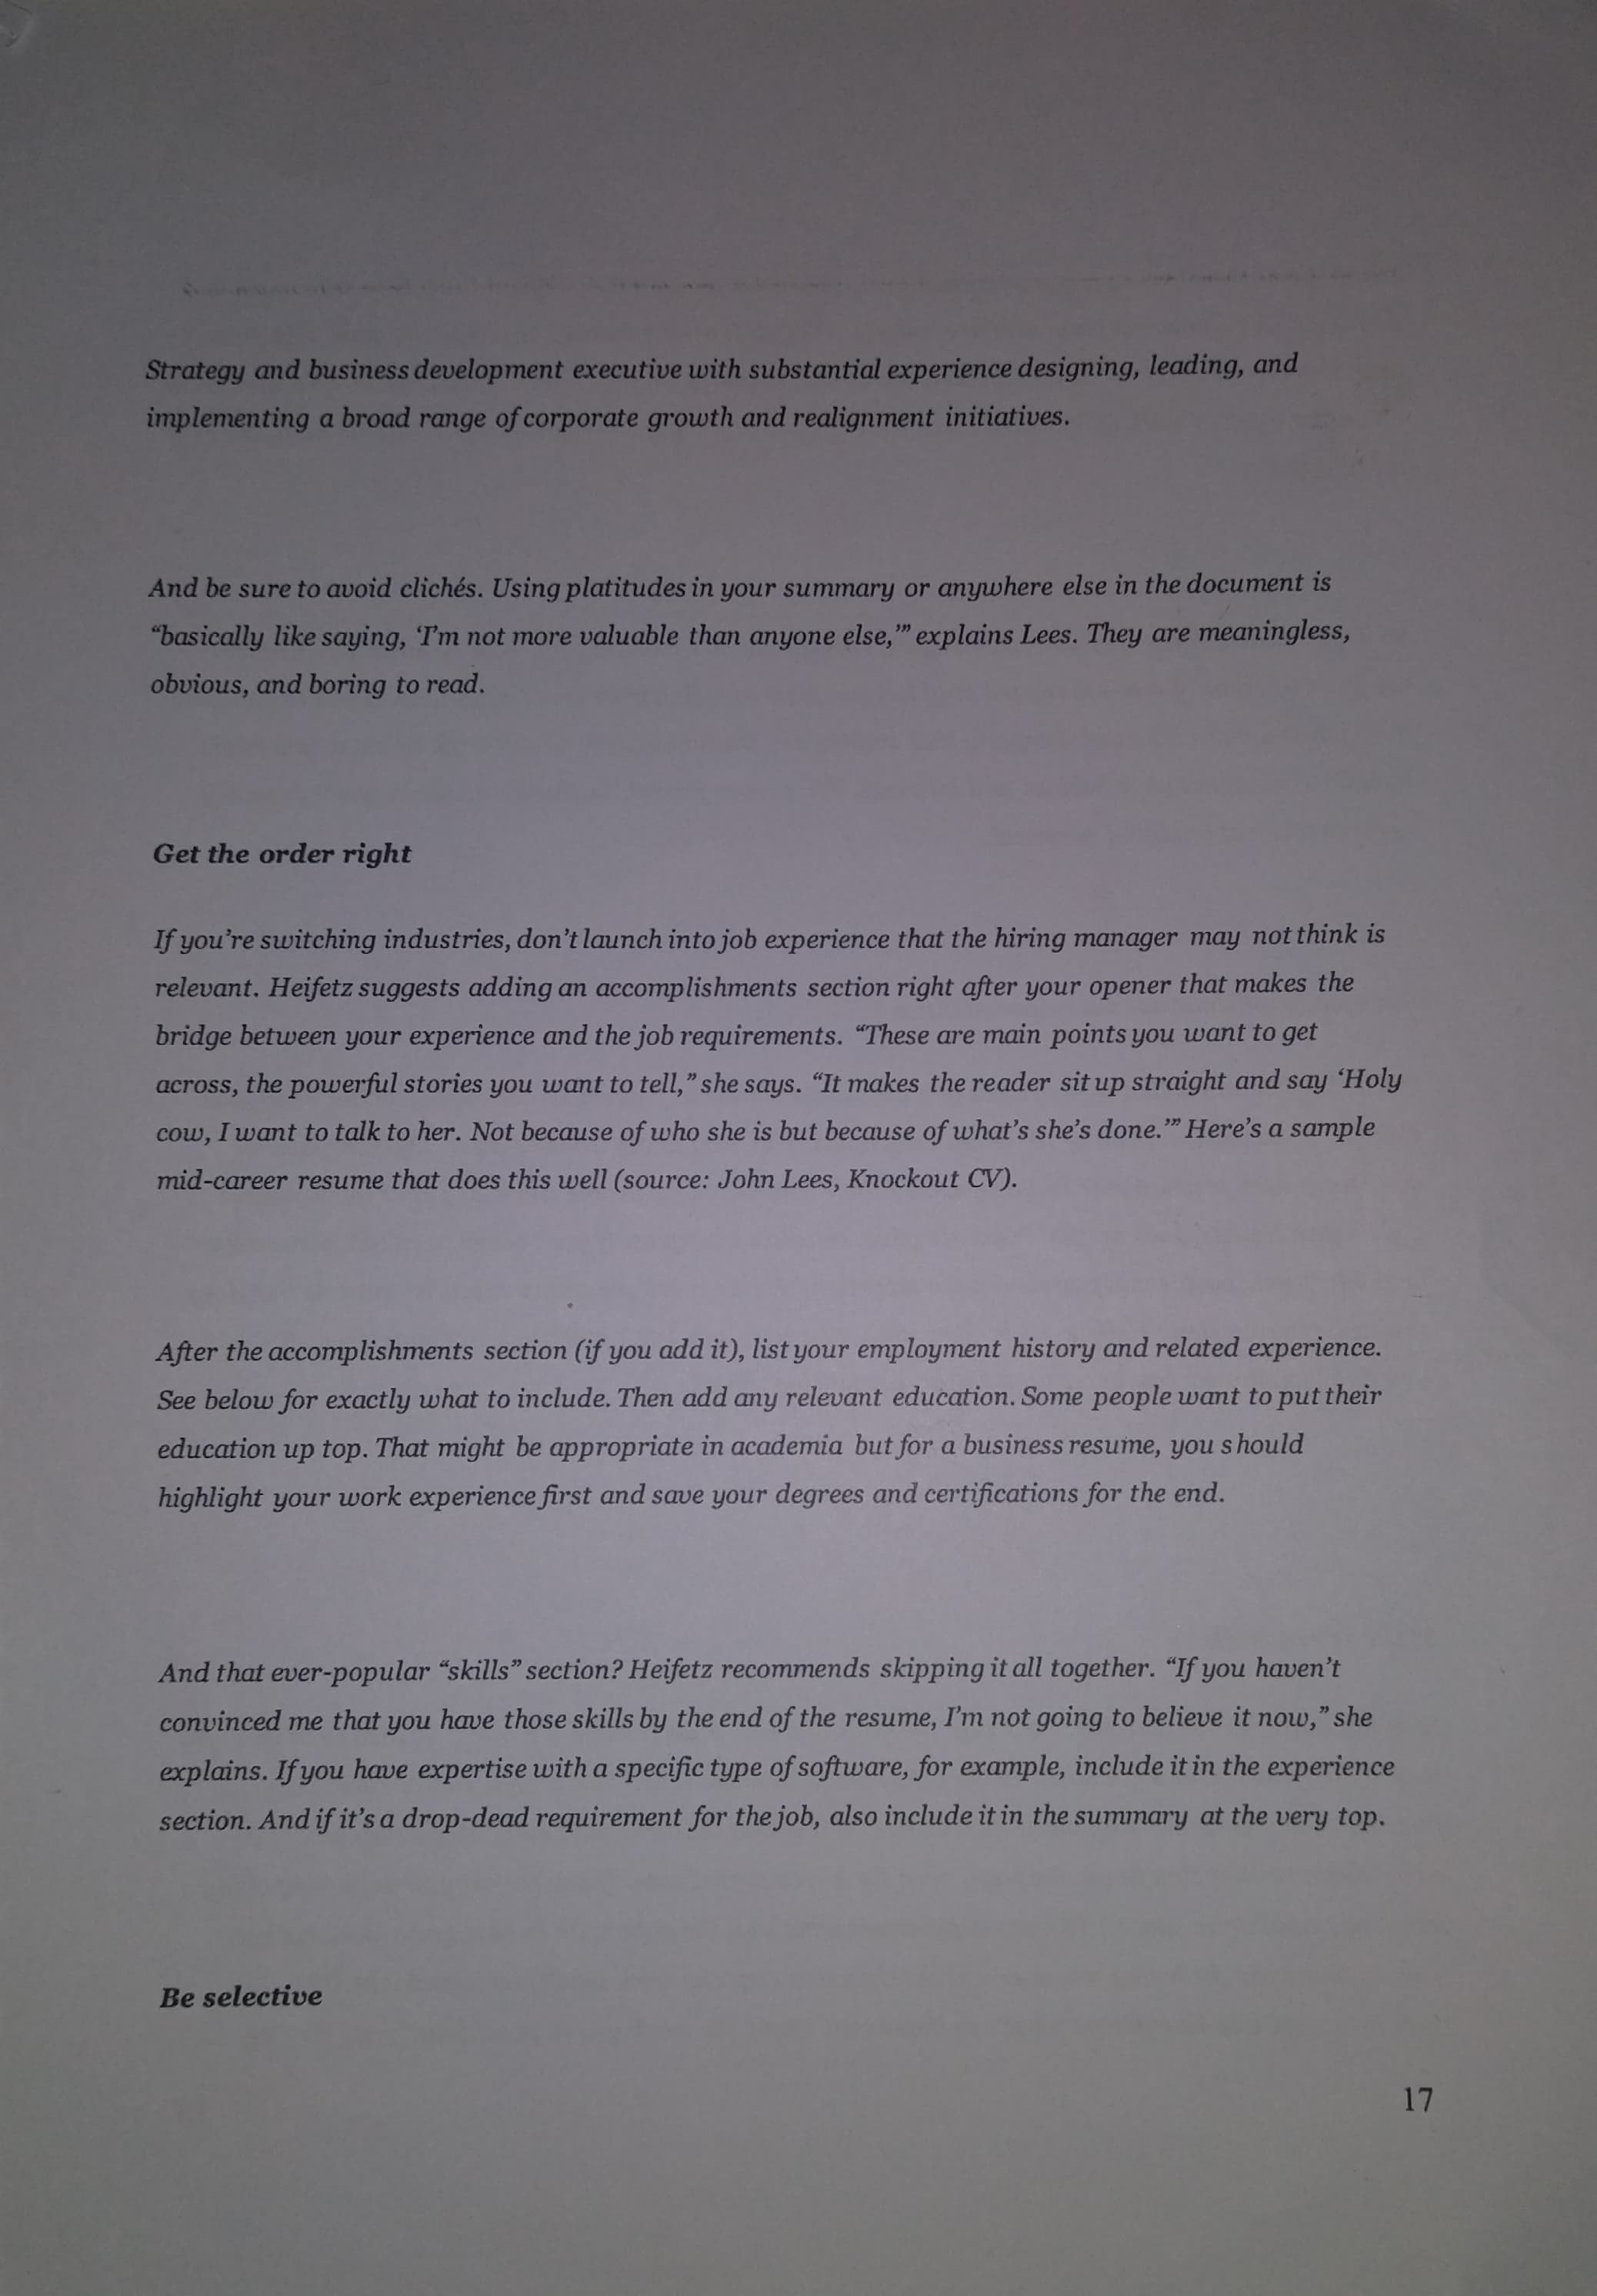 Strategy and business development executive with substantial experience designing, leading, and
implementing a broad range of corporate growth and realignment initiatives.
And be sure to avoid clichés. Using platitudes in your summary or anywhere else in the document is
“basically like saying, ‘I’m not more valuable than anyone else,’” explains Lees. They are meaningless,
obvious, and boring to read.
Get the order right
If you’re switching industries, don’t launch into job experience that the hiring manager may not think is
relevant. Heifetz suggests adding an accomplishments section right after your opener that makes the
bridge between your experience and the job requirements. “These are main points you want to get
across, the powerful stories you want to tell,” she says. “It makes the reader sit up straight and say ‘Holy
cow, I want to talk to her. Not because of who she is but because of what’s she’s done.’” Here’s a sample
mid-career resume that does this well (source: John Lees, Knockout CV).
After the accomplishments section (if you add it), list your employment history and related experience.
See below for exactly what to include. Then add any relevant education. Some people want to put their
education up top. That might be appropriate in academia but for a business resume, you should
highlight your work experience first and save your degrees and certifications for the end.
And that ever-popular “skills” section? Heifetz recommends skipping it all together. “If you haven’t
convinced me that you have those skills by the end of the resume, I’m not going to believe it now,” she
explains. If you have expertise with a specific type of software, for example, include it in the experience
section. And if it’s a drop-dead requirement for the job, also include it in the summary at the very top.
Be selective
17